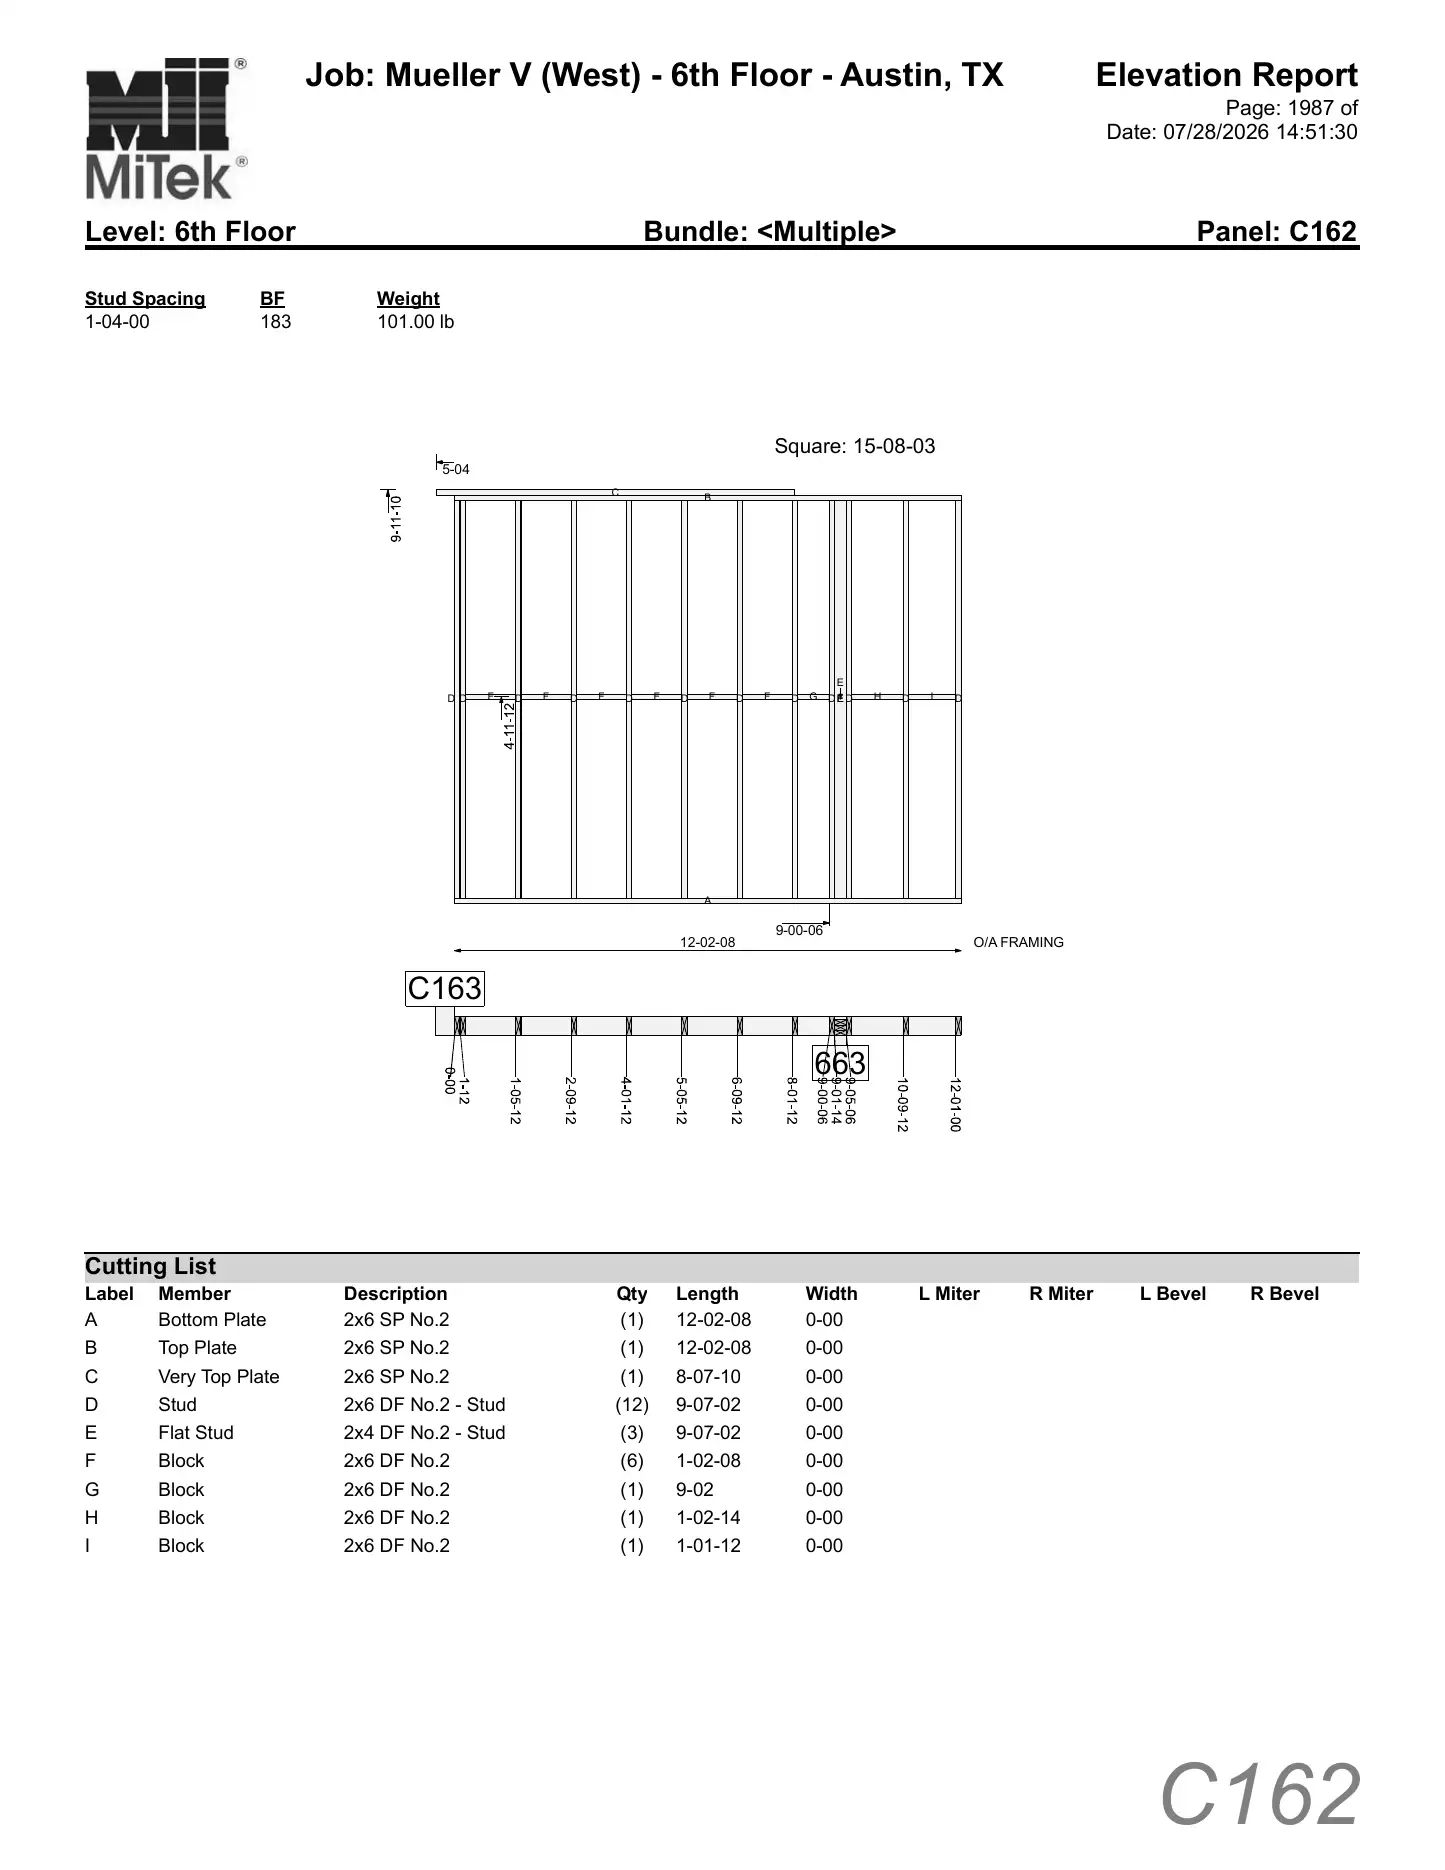 Job: Mueller V (West) - 6th Floor - Austin, TX
Elevation Report
Page: 1987 of
Date: 07/28/2026 14:51:30
MiTek®
Level: 6th Floor Bundle: <Multiple> Panel: C162
Stud Spacing BF Weight
1-04-00 183 101.00 lb
Square: 15-08-03
5-04
9-11-10
C B
E
D D F D F D F D F D F D F D G D E D H D I D
4-11-12
A
9-00-06
12-02-08 O/A FRAMING
C163
663
0-00 1-12 1-05-12 2-09-12 4-01-12 5-05-12 6-09-12 8-01-12 9-00-06 9-01-14 9-05-06 10-09-12 12-01-00
Cutting List
Label Member Description Qty Length Width L Miter R Miter L Bevel R Bevel
A Bottom Plate 2x6 SP No.2 (1) 12-02-08 0-00
B Top Plate 2x6 SP No.2 (1) 12-02-08 0-00
C Very Top Plate 2x6 SP No.2 (1) 8-07-10 0-00
D Stud 2x6 DF No.2 - Stud (12) 9-07-02 0-00
E Flat Stud 2x4 DF No.2 - Stud (3) 9-07-02 0-00
F Block 2x6 DF No.2 (6) 1-02-08 0-00
G Block 2x6 DF No.2 (1) 9-02 0-00
H Block 2x6 DF No.2 (1) 1-02-14 0-00
I Block 2x6 DF No.2 (1) 1-01-12 0-00
C162